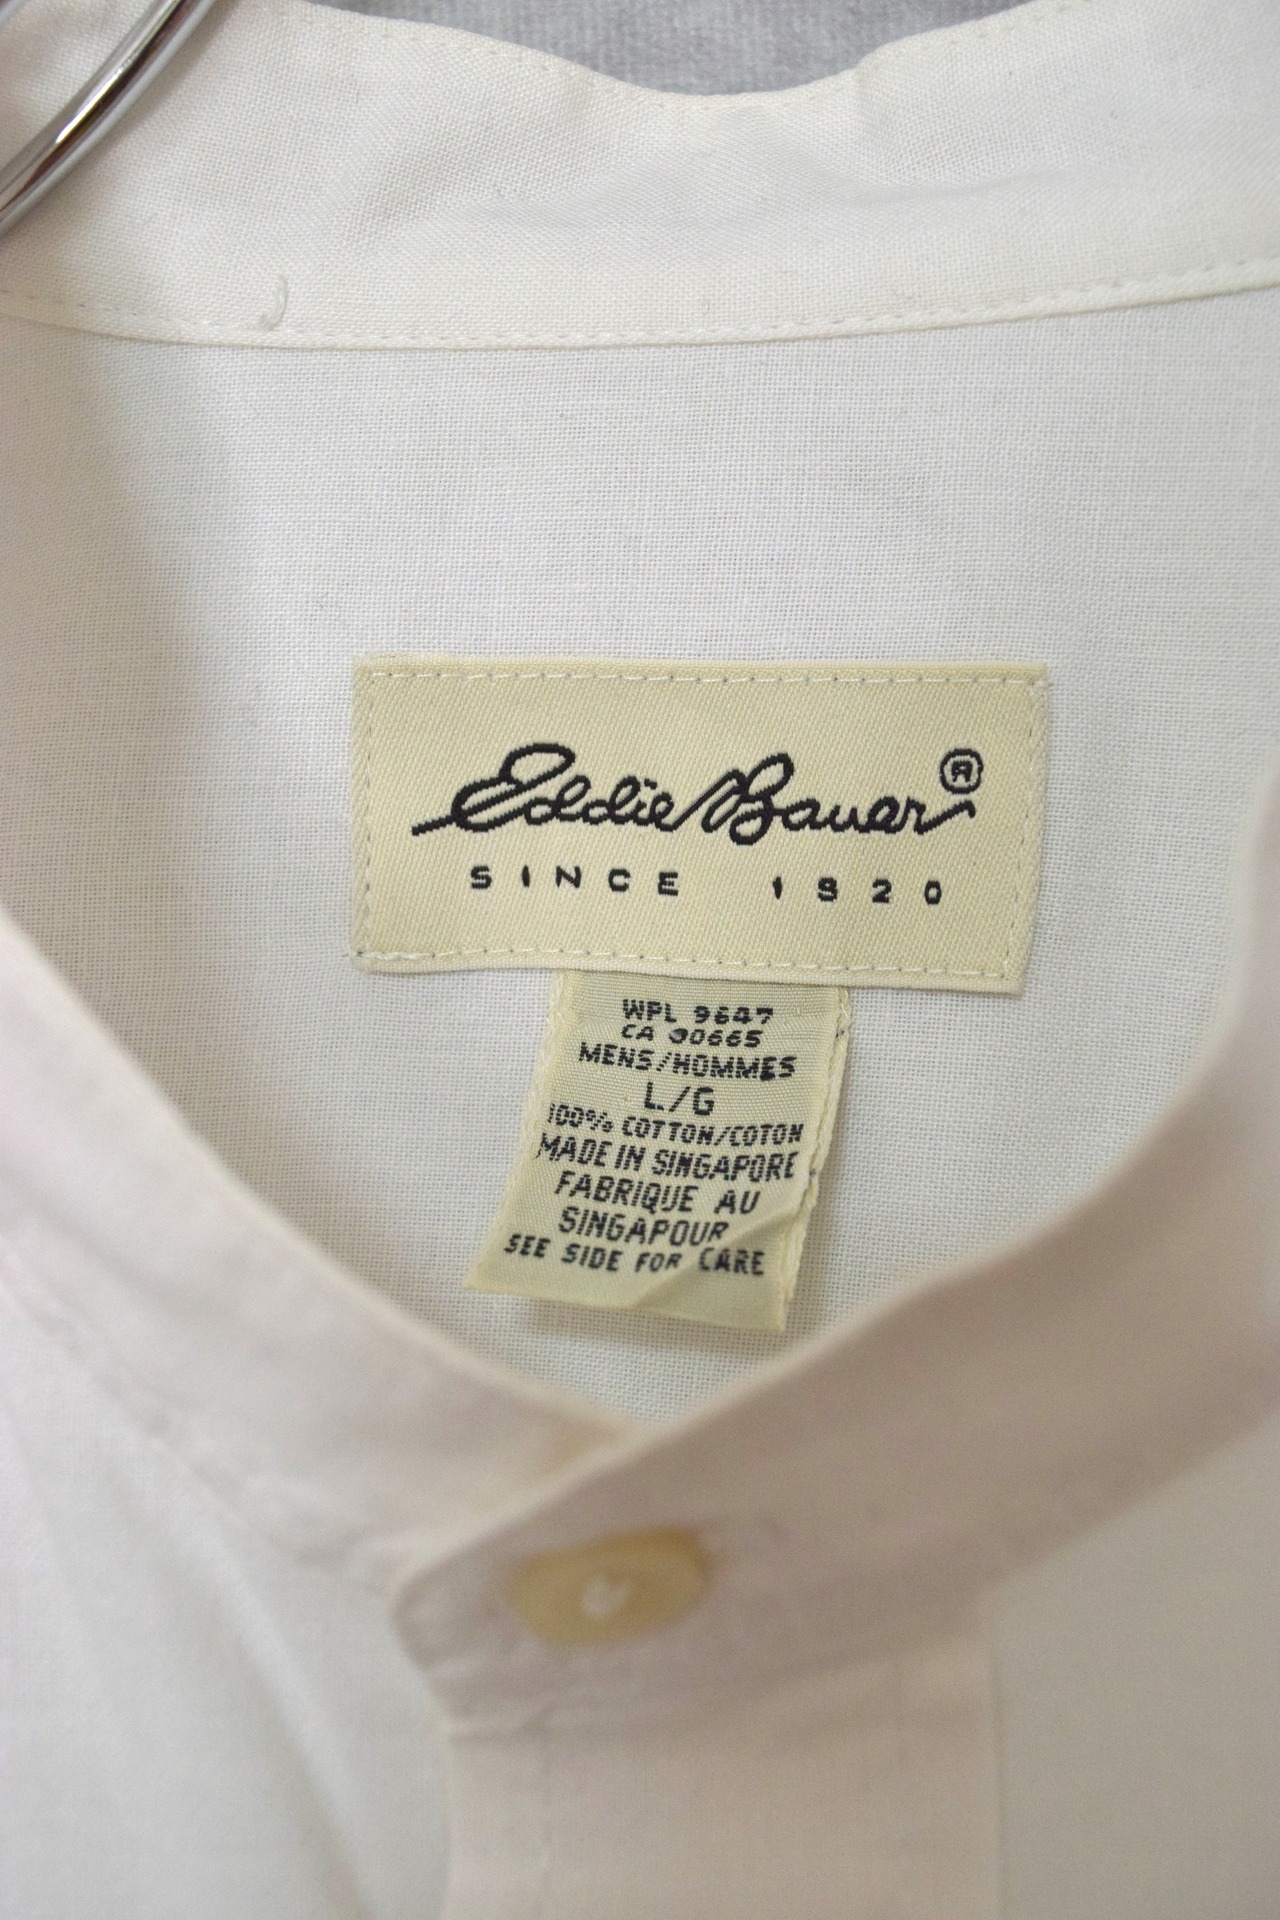 Eddie Bauer®
SINCE 1920
WPL 9647
CA 00665
MENS/HOMMES
L/G
100% COTTON/COTON
MADE IN SINGAPORE
FABRIQUE AU
SINGAPOUR
SEE SIDE FOR CARE